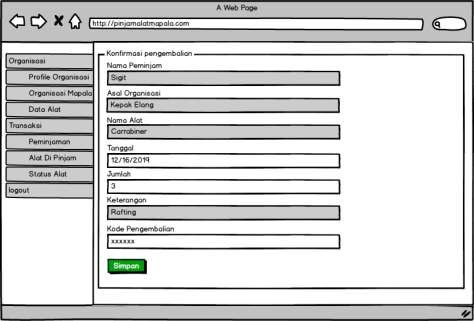 A Web Page
http://pinjamalatmapala.com
Organisasi
Profile Organisasi
Organisasi Mapala
Data Alat
Transaksi
Peminjaman
Alat Di Pinjam
Status Alat
logout
Konfirmasi pengembalian
Nama Peminjam
Sigit
Asal Organisasi
Kepak Elang
Nama Alat
Carrabiner
Tanggal
12/16/2019
Jumlah
3
Keterangan
Rafting
Kode Pengembalian
xxxxxx
Simpan